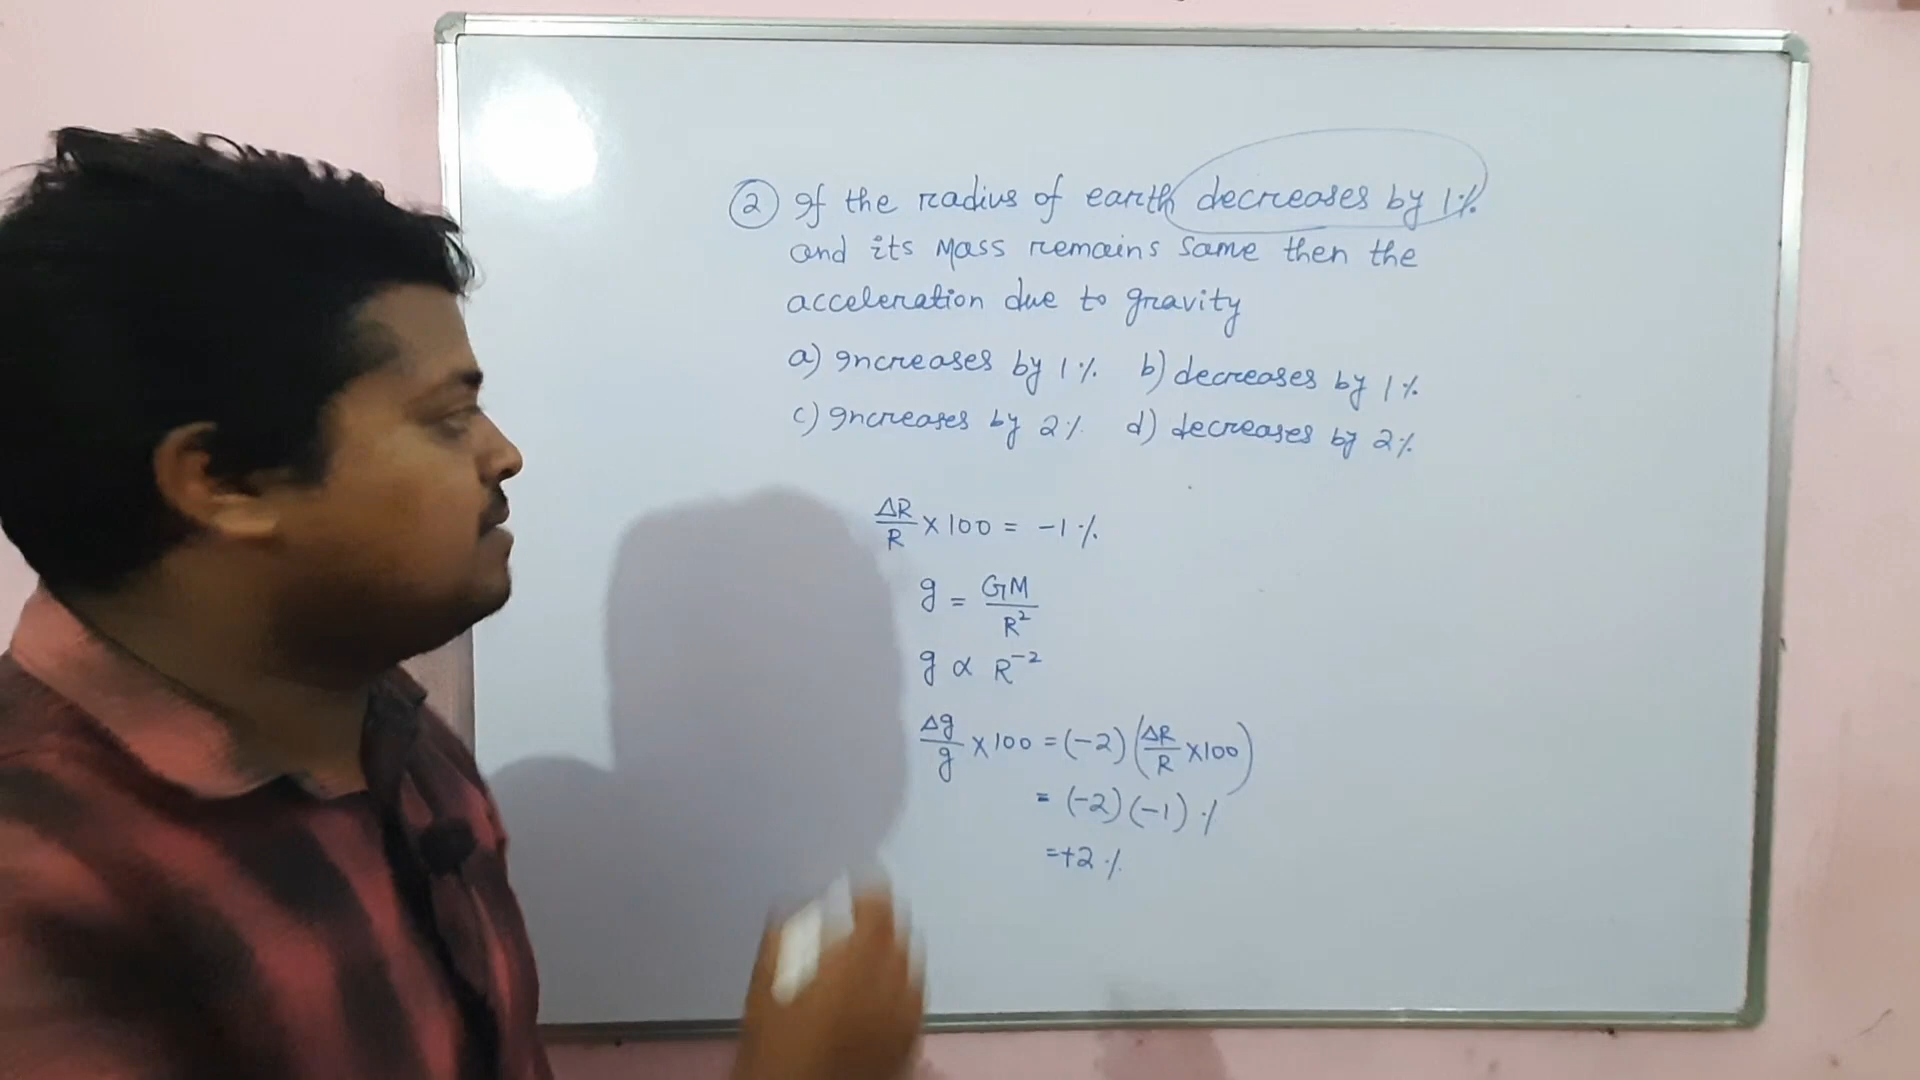 ② If the radius of earth decreases by 1%
and its Mass remains same then the
acceleration due to gravity
a) Increases by 1% b) decreases by 1%
c) Increases by 2% d) decreases by 2%
ΔR/R × 100 = -1%
g = GM/R²
g ∝ R⁻²
Δg/g × 100 = (-2) (ΔR/R × 100)
= (-2) (-1) %
= +2%